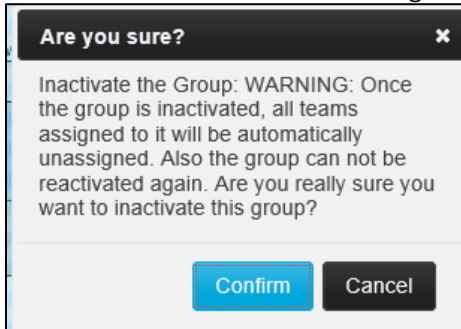 Are you sure? ×
Inactivate the Group: WARNING: Once
the group is inactivated, all teams
assigned to it will be automatically
unassigned. Also the group can not be
reactivated again. Are you really sure you
want to inactivate this group?
Confirm Cancel